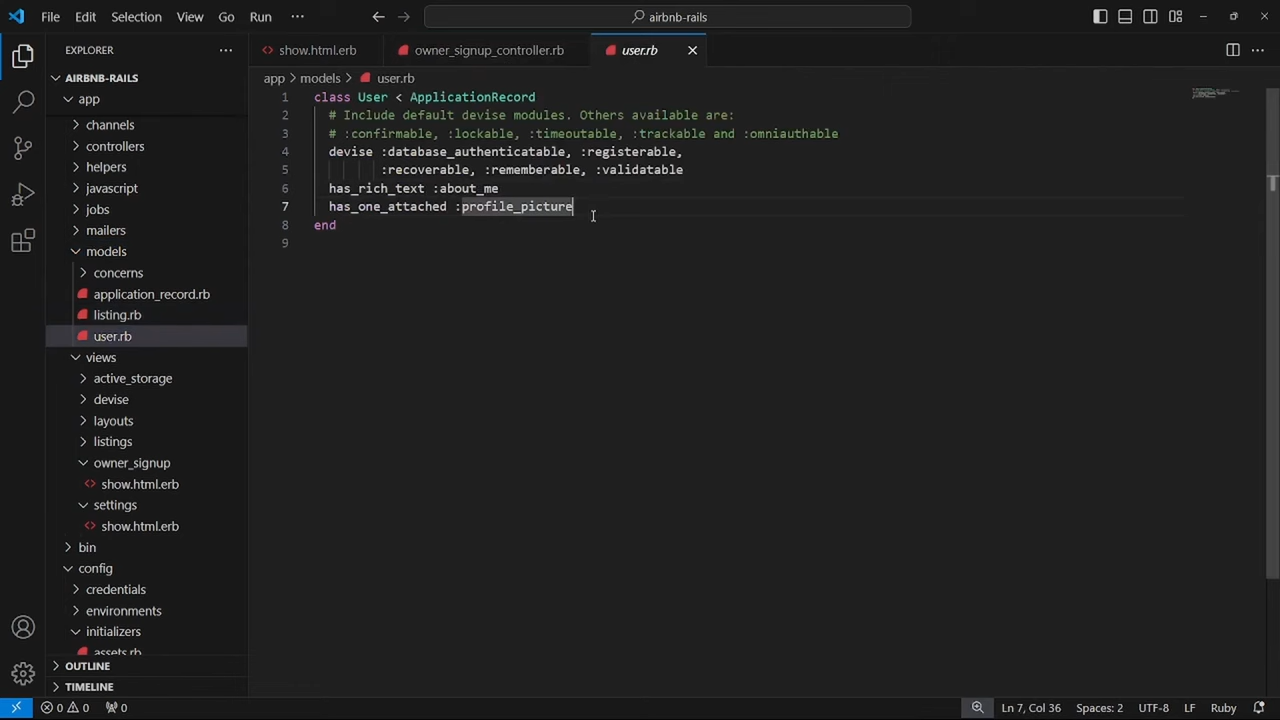 File Edit Selection View Go Run ··· airbnb-rails
EXPLORER ···
show.html.erb owner_signup_controller.rb user.rb
AIRBNB-RAILS
app
channels
controllers
helpers
javascript
jobs
mailers
models
concerns
application_record.rb
listing.rb
user.rb
views
active_storage
devise
layouts
listings
owner_signup
show.html.erb
settings
show.html.erb
bin
config
credentials
environments
initializers
assets.rb
OUTLINE
TIMELINE
app > models > user.rb
1 class User < ApplicationRecord
2 # Include default devise modules. Others available are:
3 # :confirmable, :lockable, :timeoutable, :trackable and :omniauthable
4 devise :database_authenticatable, :registerable,
5 :recoverable, :rememberable, :validatable
6 has_rich_text :about_me
7 has_one_attached :profile_picture
8 end
9
0 0 0 Ln 7, Col 36 Spaces: 2 UTF-8 LF Ruby